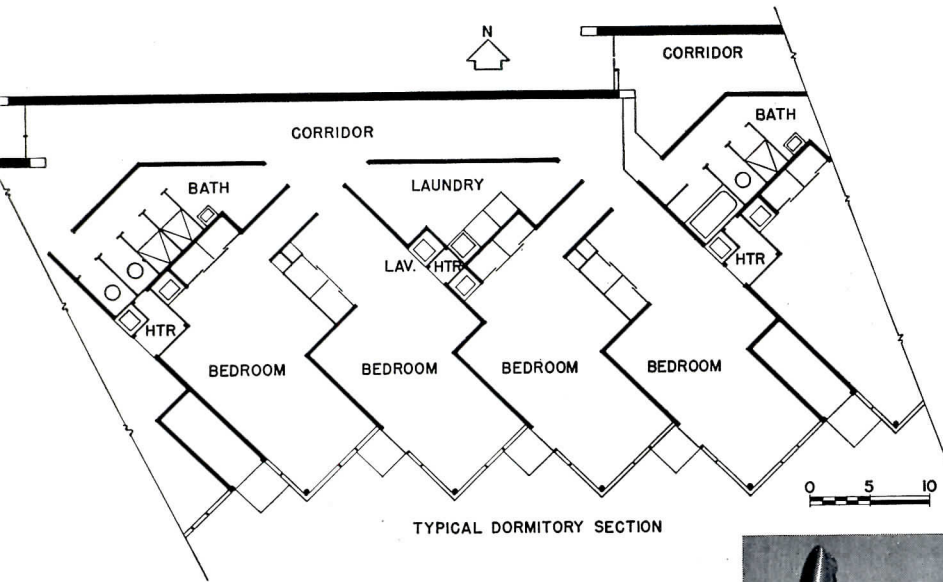 N
CORRIDOR
CORRIDOR
BATH
BATH
LAUNDRY
LAV.
HTR
HTR
HTR
BEDROOM
BEDROOM
BEDROOM
BEDROOM
0 5 10
TYPICAL DORMITORY SECTION